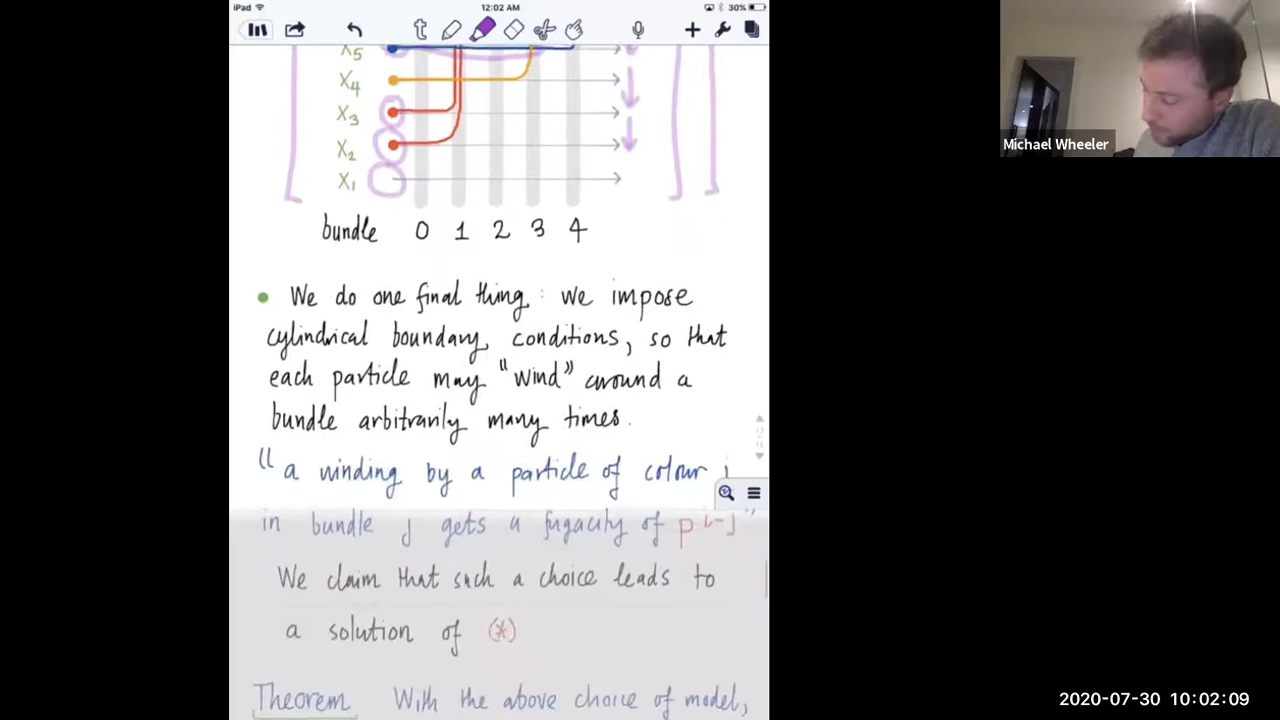 iPad 12:02 AM 30%
t
X5
X4
X3
X2
X1
bundle 0 1 2 3 4
• We do one final thing: we impose
cylindrical boundary conditions, so that
each particle may "wind" around a
bundle arbitrarily many times.
"a winding by a particle of colour i
in bundle j gets a fugacity of p^i-j"
We claim that such a choice leads to
a solution of (*)
Theorem With the above choice of model,
Michael Wheeler
2020-07-30 10:02:09